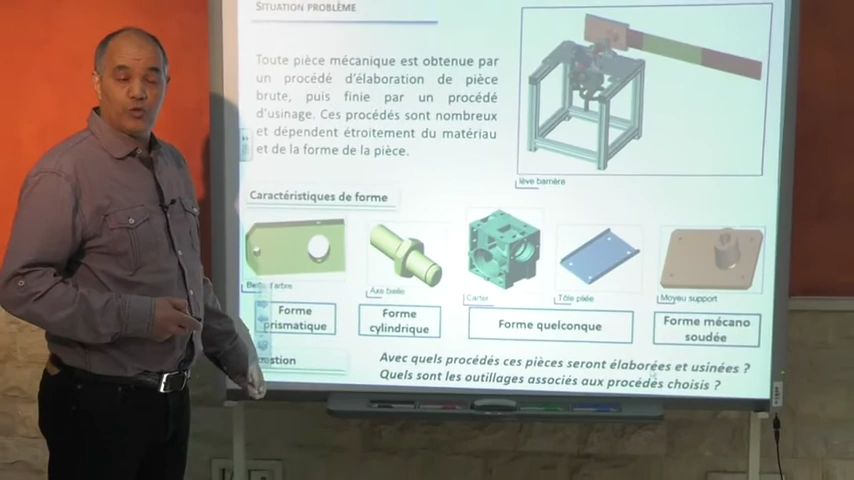 SITUATION PROBLÈME
Toute pièce mécanique est obtenue par
un procédé d'élaboration de pièce
brute, puis finie par un procédé
d'usinage. Ces procédés sont nombreux
et dépendent étroitement du matériau
et de la forme de la pièce.
lève barrière
Caractéristiques de forme
d'arbre
Axe bielle
Carter
Tôle pliée
Moyeu support
Forme
prismatique
Forme
cylindrique
Forme quelconque
Forme mécano
soudée
Avec quels procédés ces pièces seront élaborées et usinées ?
Quels sont les outillages associés aux procédés choisis ?